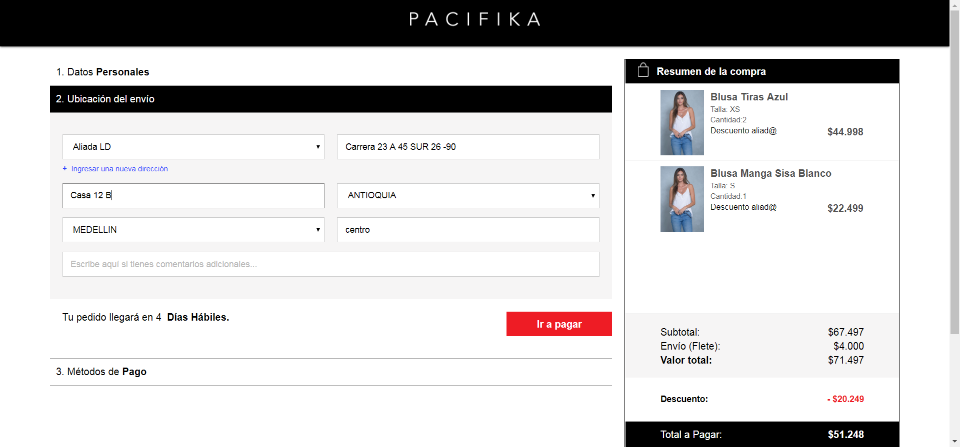 PACIFIKA
1. Datos Personales
2. Ubicación del envío
Aliada LD
Carrera 23 A 45 SUR 26 -90
+ Ingresar una nueva dirección
Casa 12 B
ANTIOQUIA
MEDELLIN
centro
Escribe aquí si tienes comentarios adicionales...
Tu pedido llegará en 4 Días Hábiles.
Ir a pagar
3. Métodos de Pago
Resumen de la compra
Blusa Tiras Azul
Talla: XS
Cantidad:2
Descuento aliad@ $44.998
Blusa Manga Sisa Blanco
Talla: S
Cantidad:1
Descuento aliad@ $22.499
Subtotal: $67.497
Envío (Flete): $4.000
Valor total: $71.497
Descuento: - $20.249
Total a Pagar: $51.248